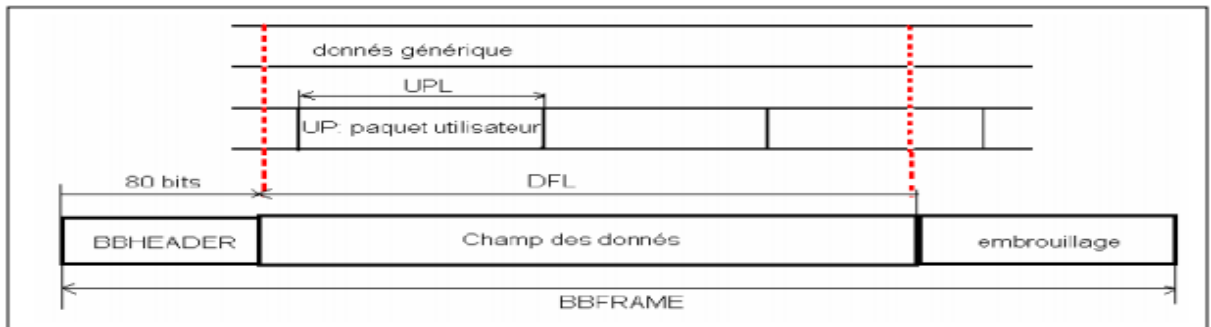 donnés générique
UPL
UP: paquet utilisateur
80 bits
DFL
BBHEADER
Champ des donnés
embrouillage
BBFRAME